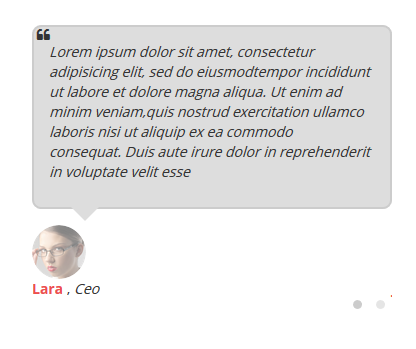 Lorem ipsum dolor sit amet, consectetur
adipisicing elit, sed do eiusmodtempor incididunt
ut labore et dolore magna aliqua. Ut enim ad
minim veniam,quis nostrud exercitation ullamco
laboris nisi ut aliquip ex ea commodo
consequat. Duis aute irure dolor in reprehenderit
in voluptate velit esse
Lara , Ceo